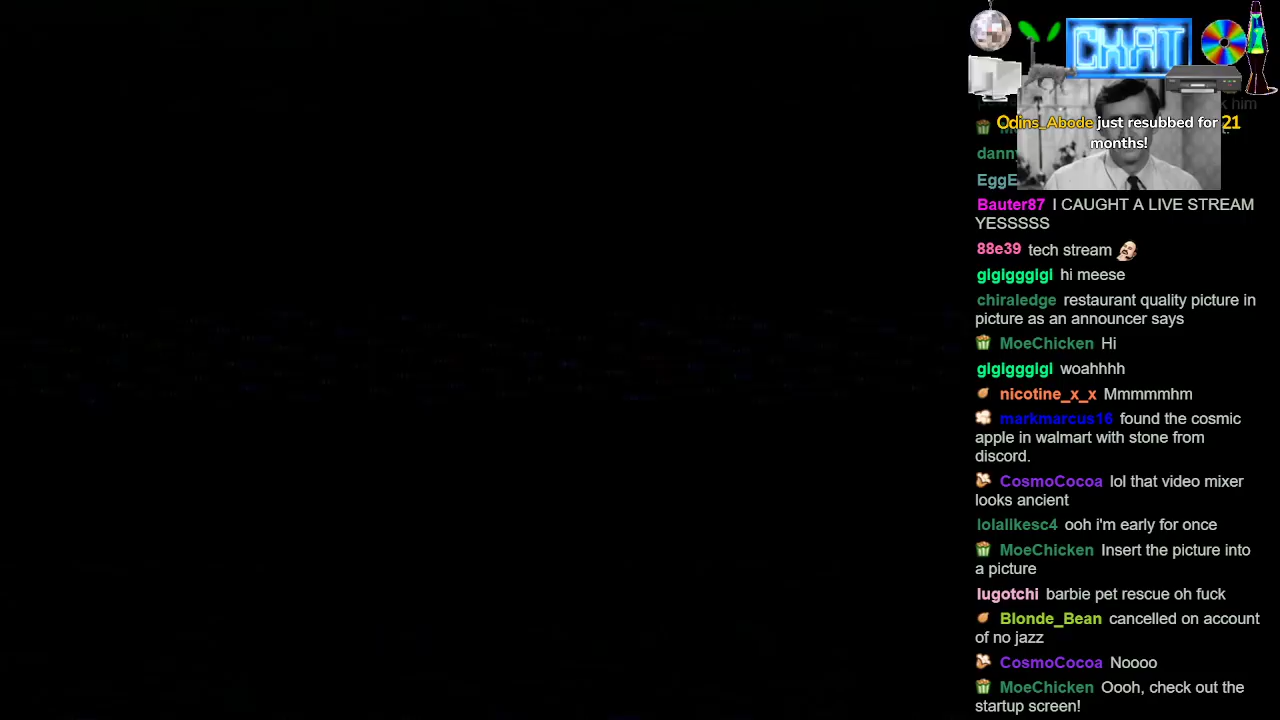 CHAT
k him
Odins_Abode just resubbed for 21
months!
danny
EggE
Bauter87 I CAUGHT A LIVE STREAM
YESSSSS
88e39 tech stream
glglggglgl hi meese
chiraledge restaurant quality picture in
picture as an announcer says
MoeChicken Hi
glglggglgl woahhhh
nicotine_x_x Mmmmmhm
markmarcus16 found the cosmic
apple in walmart with stone from
discord.
CosmoCocoa lol that video mixer
looks ancient
lolalikesc4 ooh i'm early for once
MoeChicken Insert the picture into
a picture
lugotchi barbie pet rescue oh fuck
Blonde_Bean cancelled on account
of no jazz
CosmoCocoa Noooo
MoeChicken Oooh, check out the
startup screen!